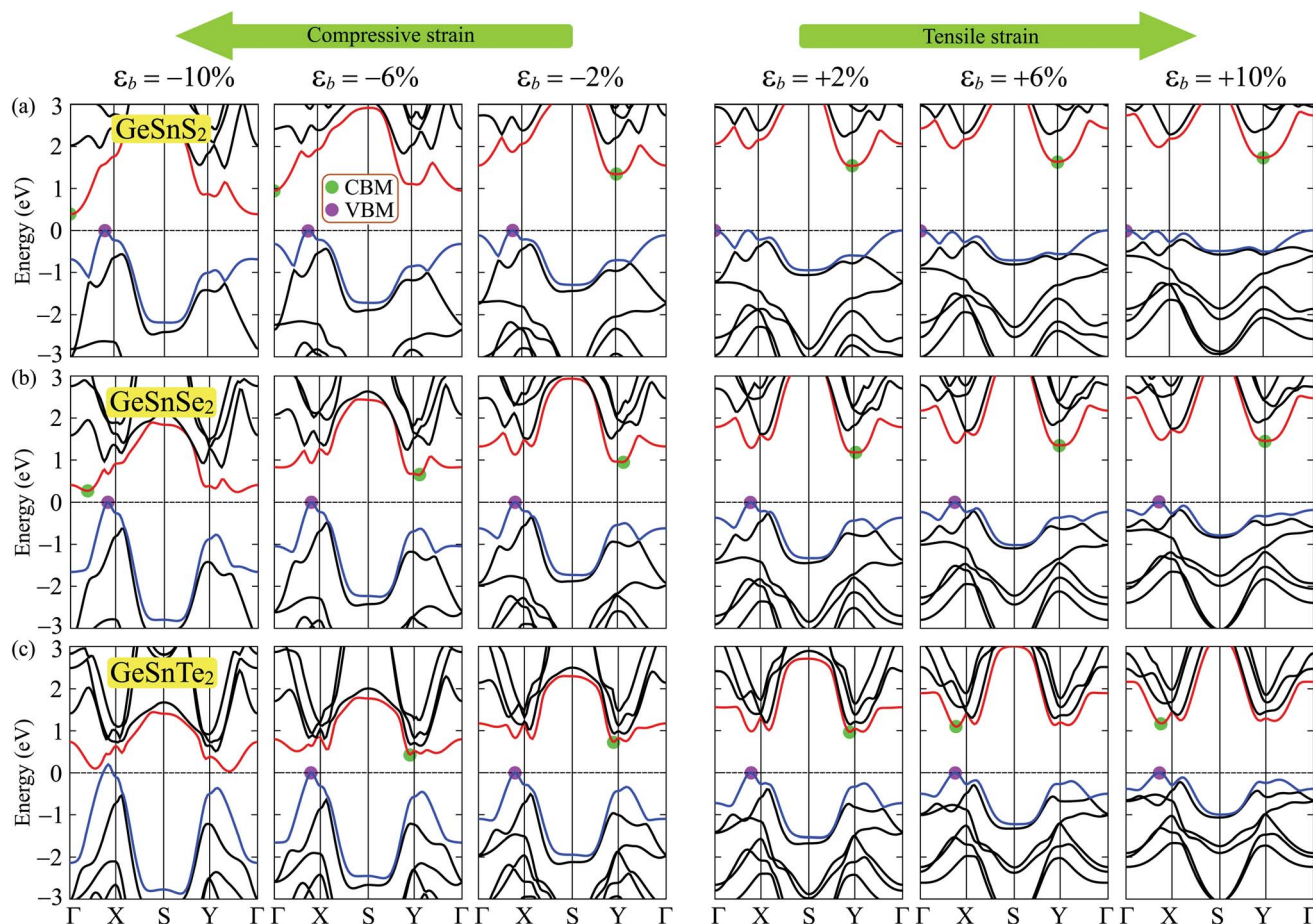 Compressive strain
Tensile strain
ε_b = −10%
ε_b = −6%
ε_b = −2%
ε_b = +2%
ε_b = +6%
ε_b = +10%
(a)
GeSnS₂
CBM
VBM
Energy (eV)
3
2
1
0
−1
−2
−3
(b)
GeSnSe₂
Energy (eV)
3
2
1
0
−1
−2
−3
(c)
GeSnTe₂
Energy (eV)
3
2
1
0
−1
−2
−3
Γ X S Y Γ Γ X S Y Γ Γ X S Y Γ Γ X S Y Γ Γ X S Y Γ Γ X S Y Γ